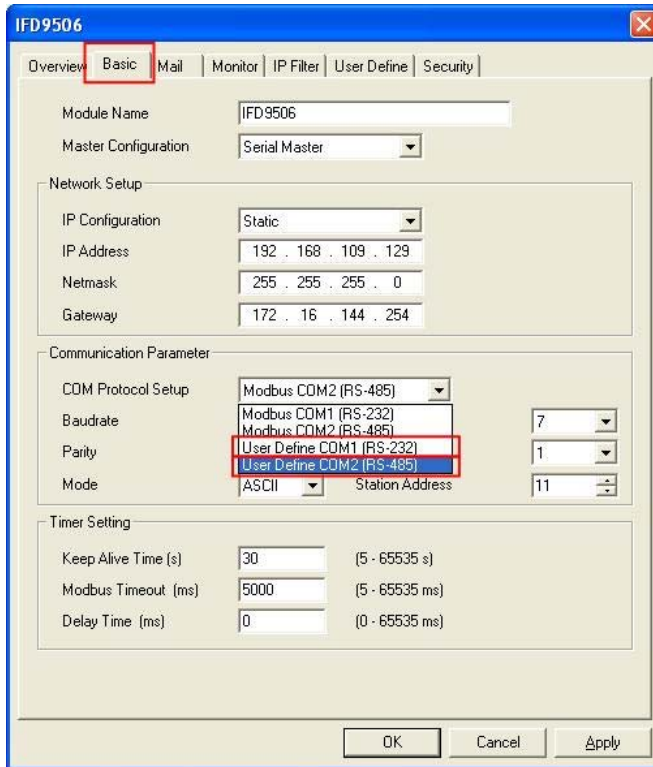 IFD9506
Overview Basic Mail Monitor IP Filter User Define Security
Module Name IFD9506
Master Configuration Serial Master
Network Setup
IP Configuration Static
IP Address 192 . 168 . 109 . 129
Netmask 255 . 255 . 255 . 0
Gateway 172 . 16 . 144 . 254
Communication Parameter
COM Protocol Setup Modbus COM2 (RS-485)
Baudrate Modbus COM1 (RS-232) 7
Modbus COM2 (RS-485)
Parity User Define COM1 (RS-232) 1
User Define COM2 (RS-485)
Mode ASCII Station Address 11
Timer Setting
Keep Alive Time (s) 30 (5 - 65535 s)
Modbus Timeout (ms) 5000 (5 - 65535 ms)
Delay Time (ms) 0 (0 - 65535 ms)
OK Cancel Apply